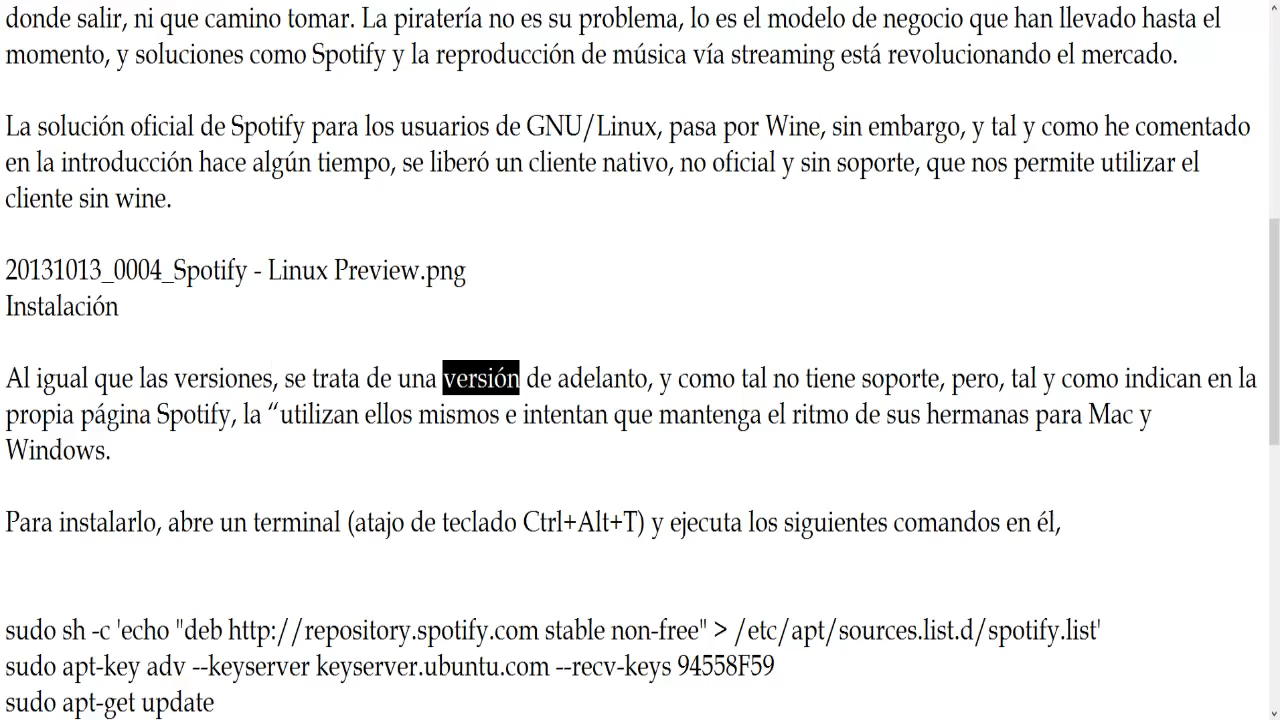 donde salir, ni que camino tomar. La piratería no es su problema, lo es el modelo de negocio que han llevado hasta el
momento, y soluciones como Spotify y la reproducción de música vía streaming está revolucionando el mercado.
La solución oficial de Spotify para los usuarios de GNU/Linux, pasa por Wine, sin embargo, y tal y como he comentado
en la introducción hace algún tiempo, se liberó un cliente nativo, no oficial y sin soporte, que nos permite utilizar el
cliente sin wine.
20131013_0004_Spotify - Linux Preview.png
Instalación
Al igual que las versiones, se trata de una versión de adelanto, y como tal no tiene soporte, pero, tal y como indican en la
propia página Spotify, la “utilizan ellos mismos e intentan que mantenga el ritmo de sus hermanas para Mac y
Windows.
Para instalarlo, abre un terminal (atajo de teclado Ctrl+Alt+T) y ejecuta los siguientes comandos en él,
sudo sh -c 'echo "deb http://repository.spotify.com stable non-free" > /etc/apt/sources.list.d/spotify.list'
sudo apt-key adv --keyserver keyserver.ubuntu.com --recv-keys 94558F59
sudo apt-get update